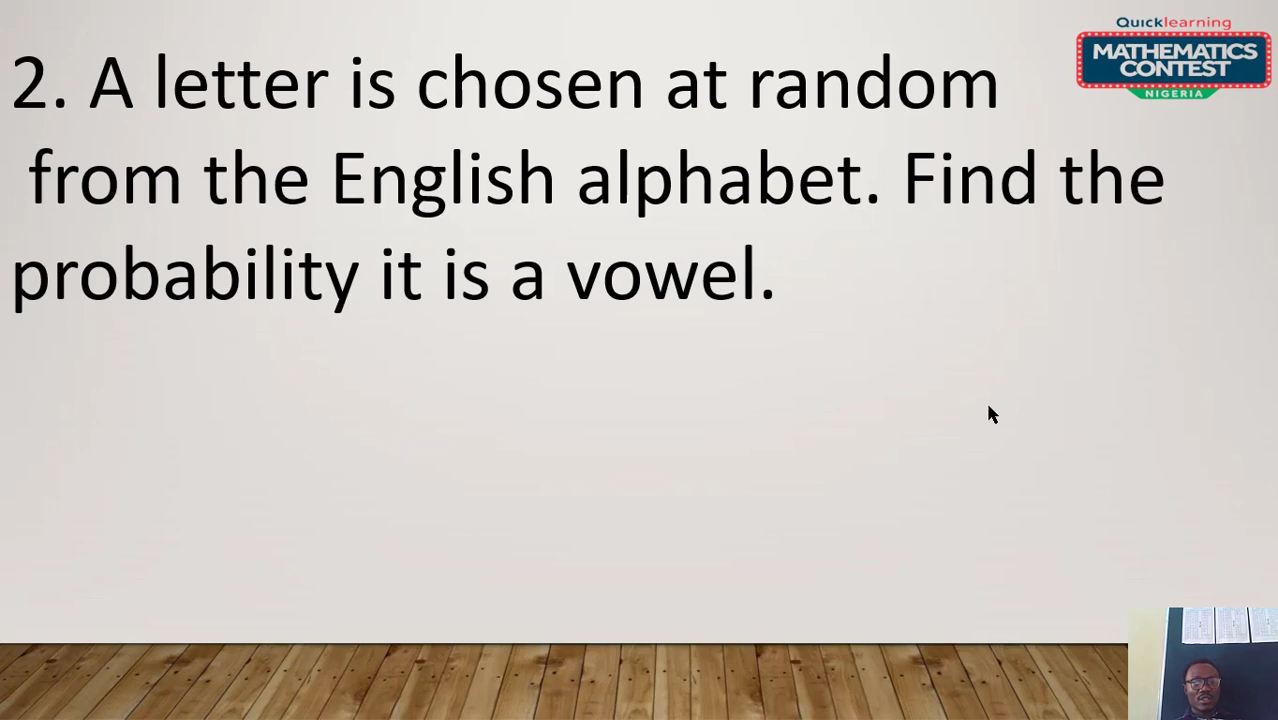 Quicklearning
MATHEMATICS
CONTEST
NIGERIA
2. A letter is chosen at random
from the English alphabet. Find the
probability it is a vowel.